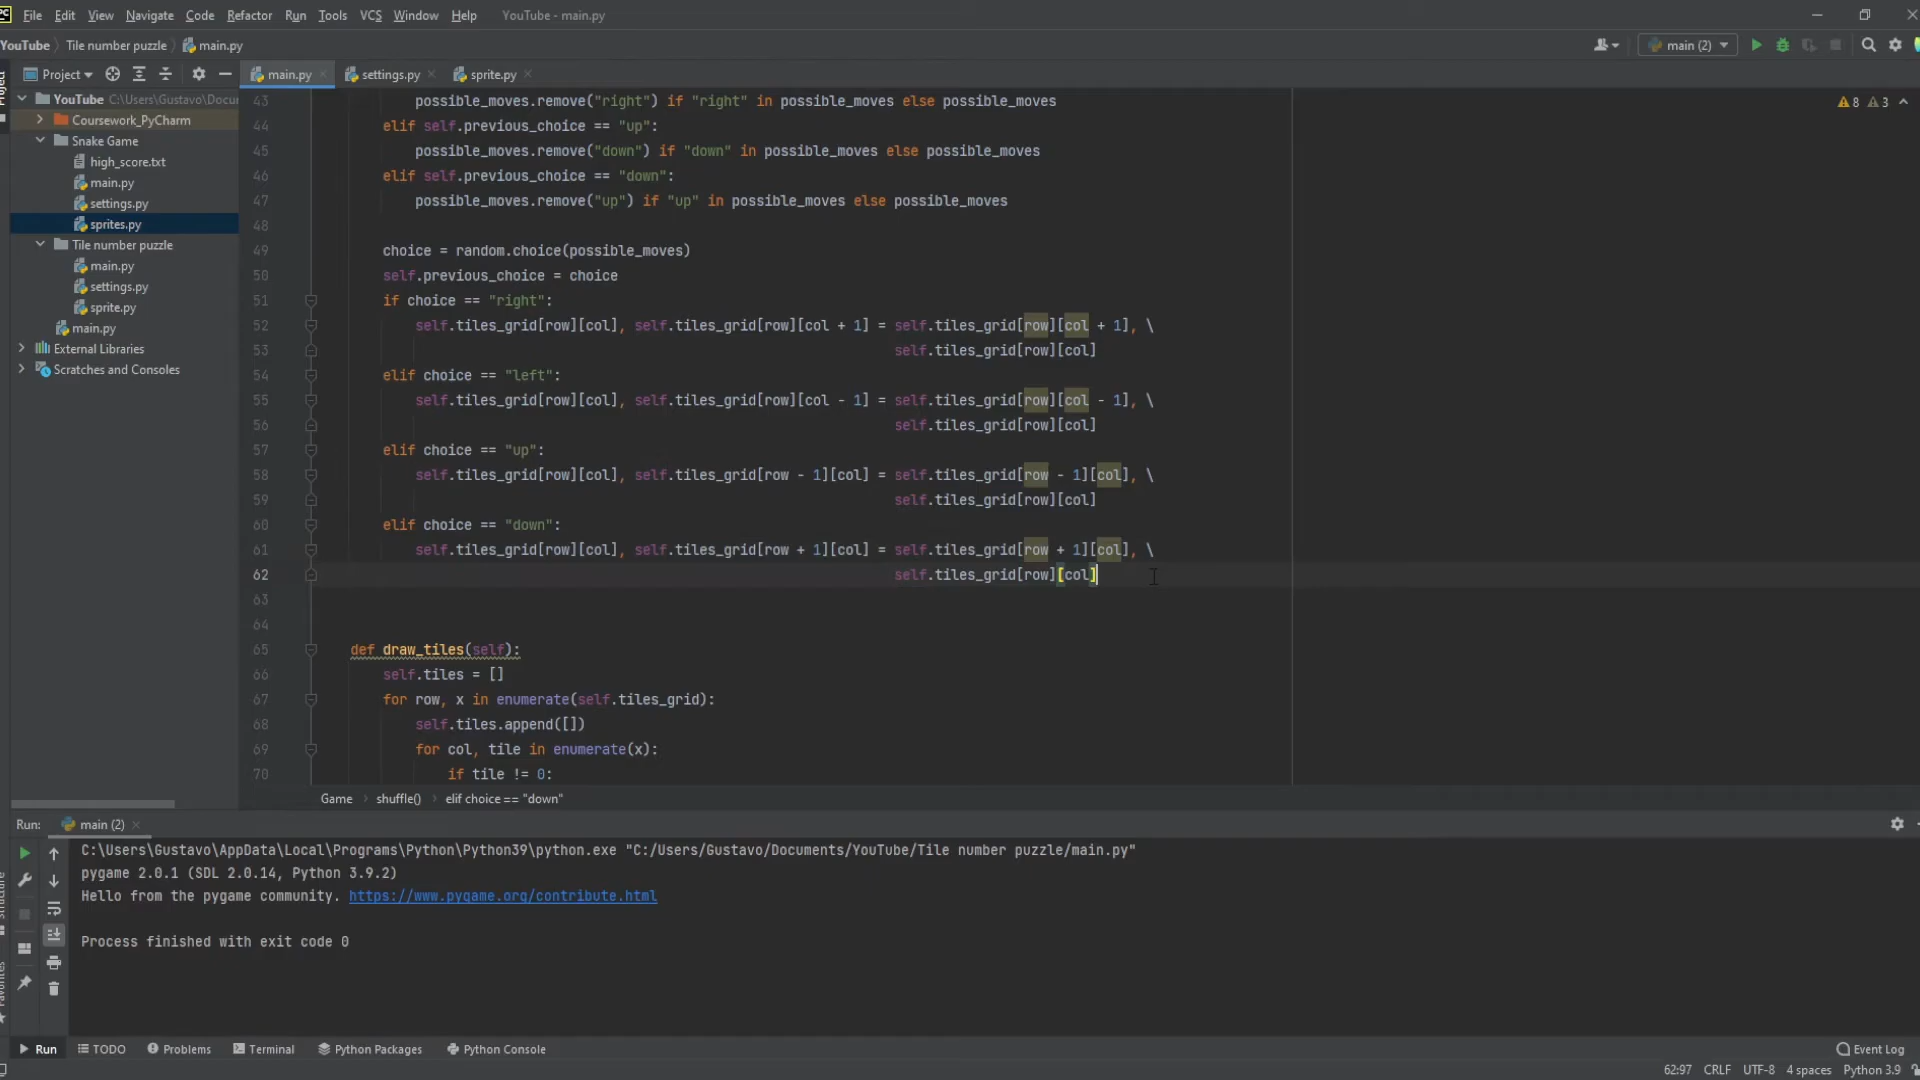 PC File Edit View Navigate Code Refactor Run Tools VCS Window Help YouTube - main.py
YouTube Tile number puzzle main.py main (2)
Project main.py settings.py sprite.py
YouTube C:\Users\Gustavo\Docu
Coursework_PyCharm
Snake Game
high_score.txt
main.py
settings.py
sprites.py
Tile number puzzle
main.py
settings.py
sprite.py
main.py
External Libraries
Scratches and Consoles
8 3
43 possible_moves.remove("right") if "right" in possible_moves else possible_moves
44 elif self.previous_choice == "up":
45 possible_moves.remove("down") if "down" in possible_moves else possible_moves
46 elif self.previous_choice == "down":
47 possible_moves.remove("up") if "up" in possible_moves else possible_moves
48
49 choice = random.choice(possible_moves)
50 self.previous_choice = choice
51 if choice == "right":
52 self.tiles_grid[row][col], self.tiles_grid[row][col + 1] = self.tiles_grid[row][col + 1], \
53 self.tiles_grid[row][col]
54 elif choice == "left":
55 self.tiles_grid[row][col], self.tiles_grid[row][col - 1] = self.tiles_grid[row][col - 1], \
56 self.tiles_grid[row][col]
57 elif choice == "up":
58 self.tiles_grid[row][col], self.tiles_grid[row - 1][col] = self.tiles_grid[row - 1][col], \
59 self.tiles_grid[row][col]
60 elif choice == "down":
61 self.tiles_grid[row][col], self.tiles_grid[row + 1][col] = self.tiles_grid[row + 1][col], \
62 self.tiles_grid[row][col]
63
64
65 def draw_tiles(self):
66 self.tiles = []
67 for row, x in enumerate(self.tiles_grid):
68 self.tiles.append([])
69 for col, tile in enumerate(x):
70 if tile != 0:
Game shuffle() elif choice == "down"
Run: main (2)
C:\Users\Gustavo\AppData\Local\Programs\Python\Python39\python.exe "C:/Users/Gustavo/Documents/YouTube/Tile number puzzle/main.py"
pygame 2.0.1 (SDL 2.0.14, Python 3.9.2)
Hello from the pygame community. https://www.pygame.org/contribute.html
Process finished with exit code 0
Run TODO Problems Terminal Python Packages Python Console Event Log
62:97 CRLF UTF-8 4 spaces Python 3.9